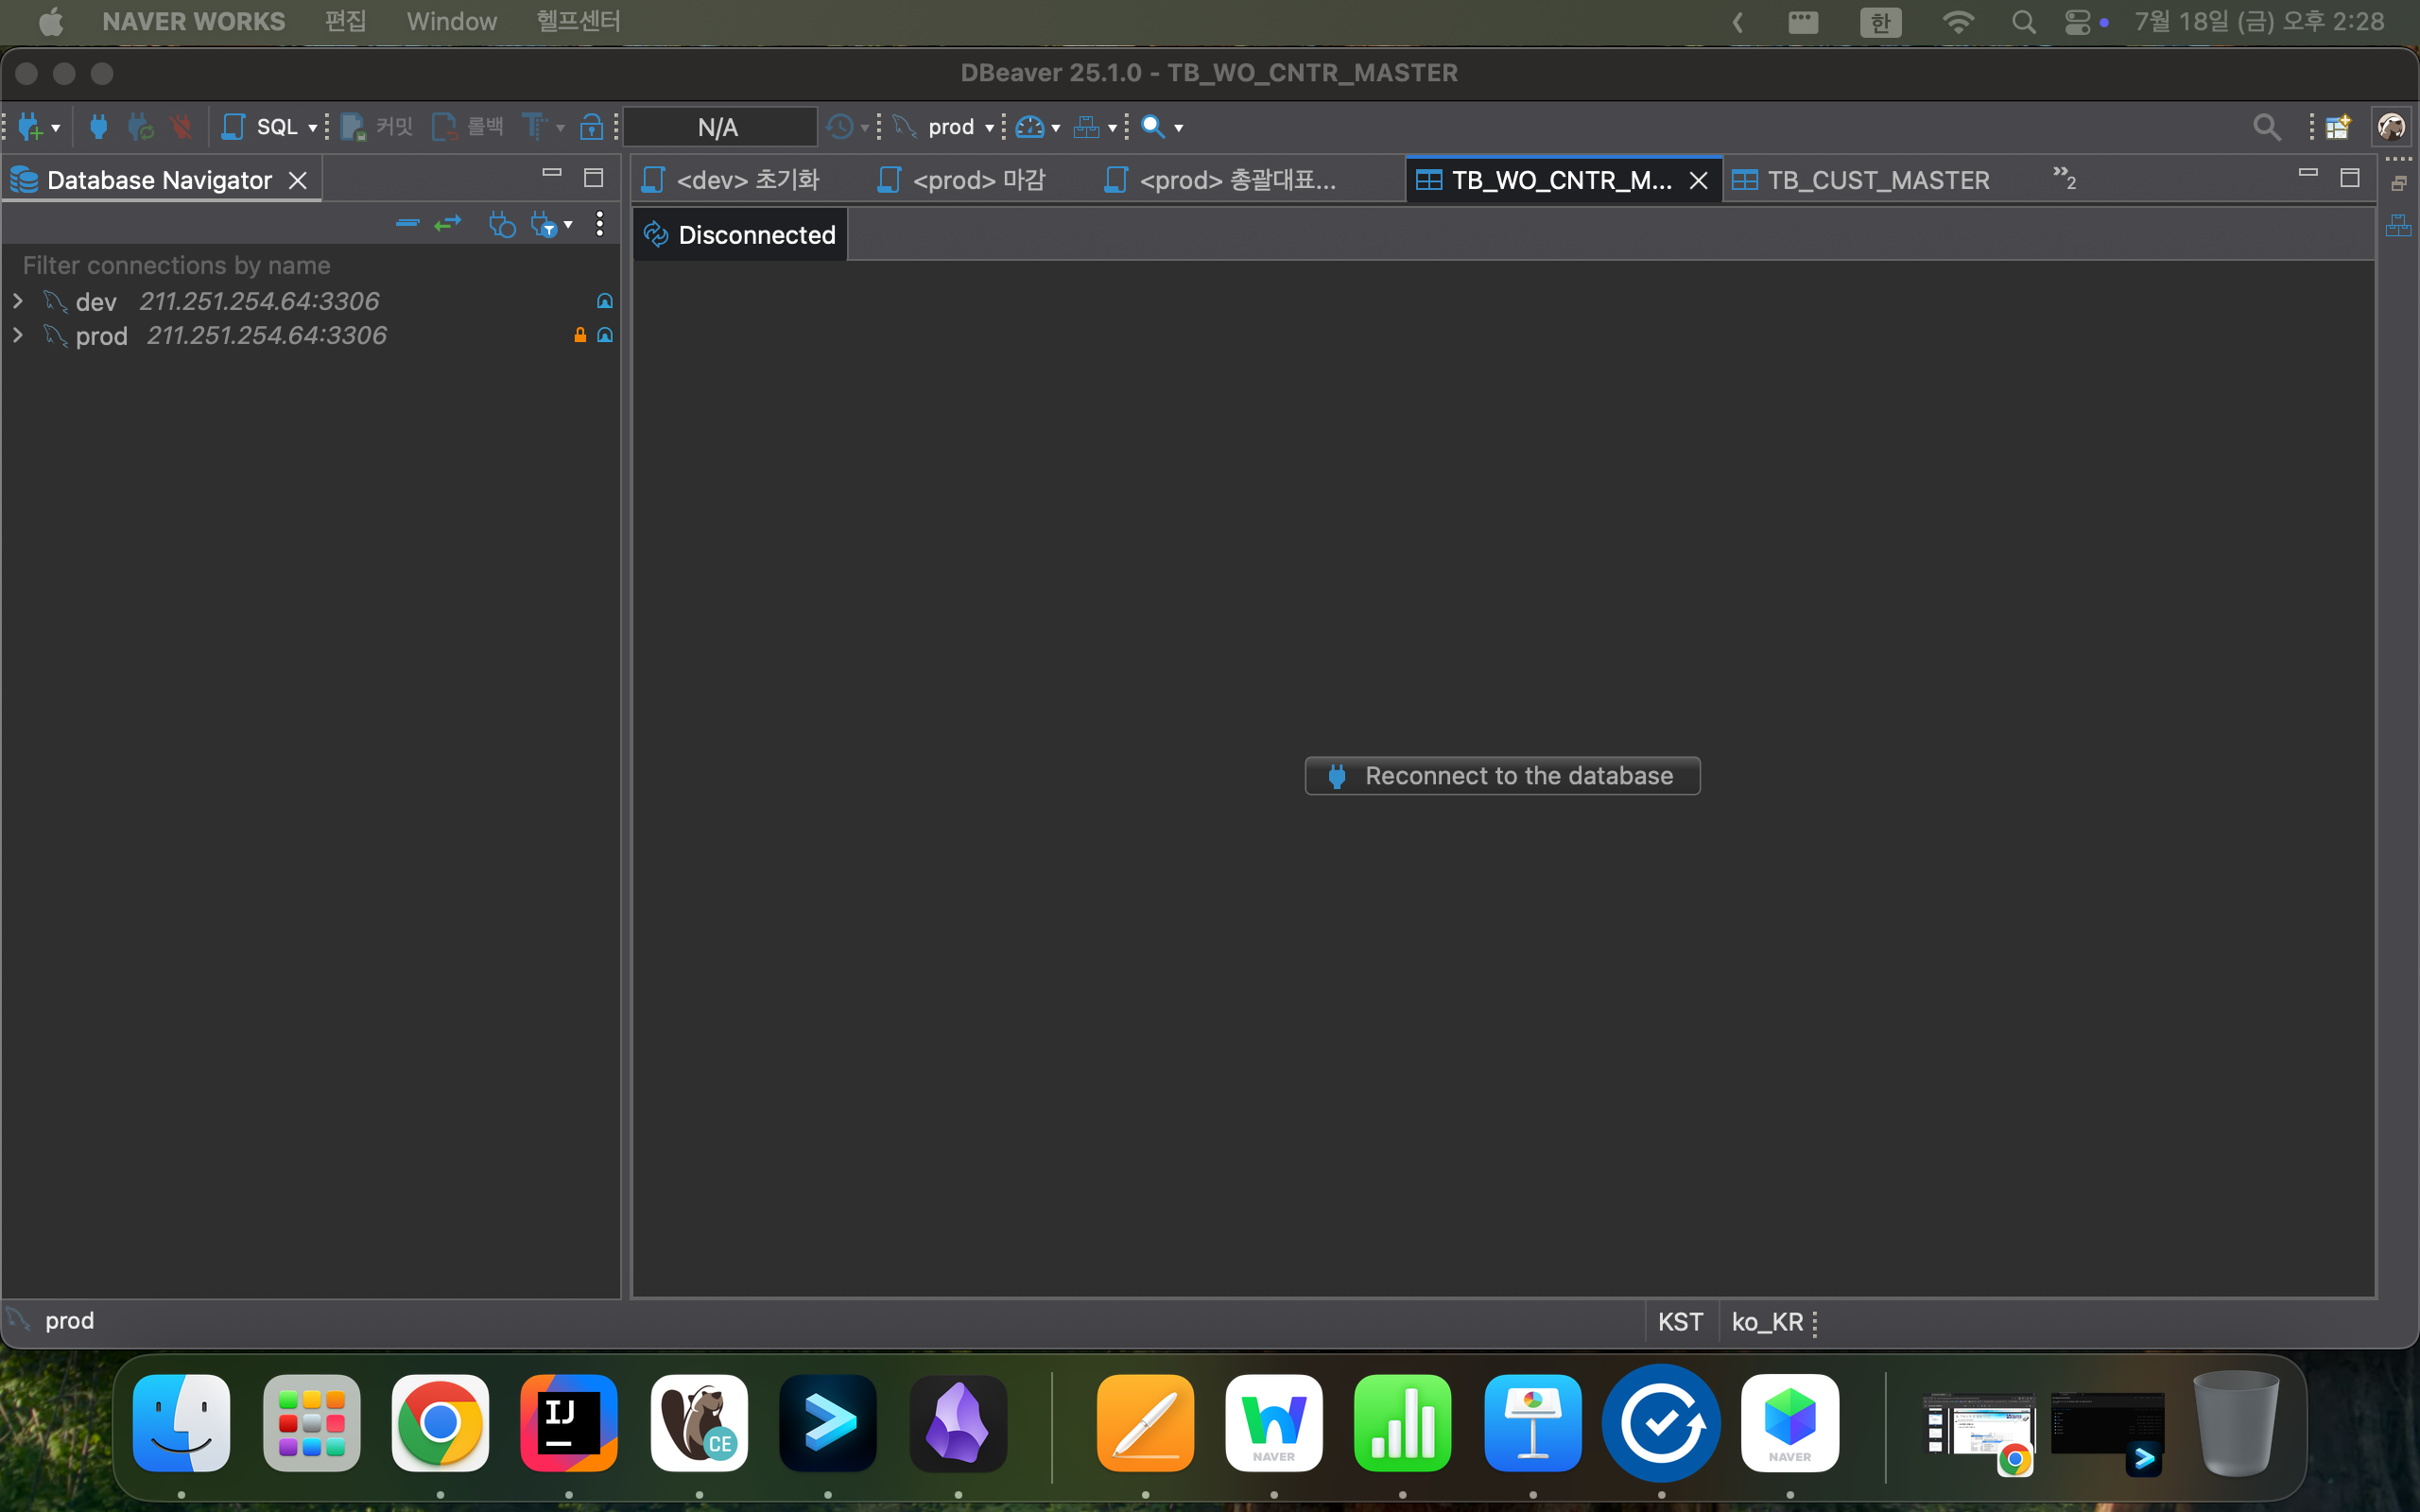 NAVER WORKS 편집 Window 헬프센터 한 7월 18일 (금) 오후 2:28
DBeaver 25.1.0 - TB_WO_CNTR_MASTER
SQL 커밋 롤백 N/A prod
Database Navigator
<dev> 초기화 <prod> 마감 <prod> 총괄대표... TB_WO_CNTR_M... TB_CUST_MASTER »2
Disconnected
Filter connections by name
dev 211.251.254.64:3306
prod 211.251.254.64:3306
Reconnect to the database
prod KST ko_KR
IJ
CE
NAVER
NAVER